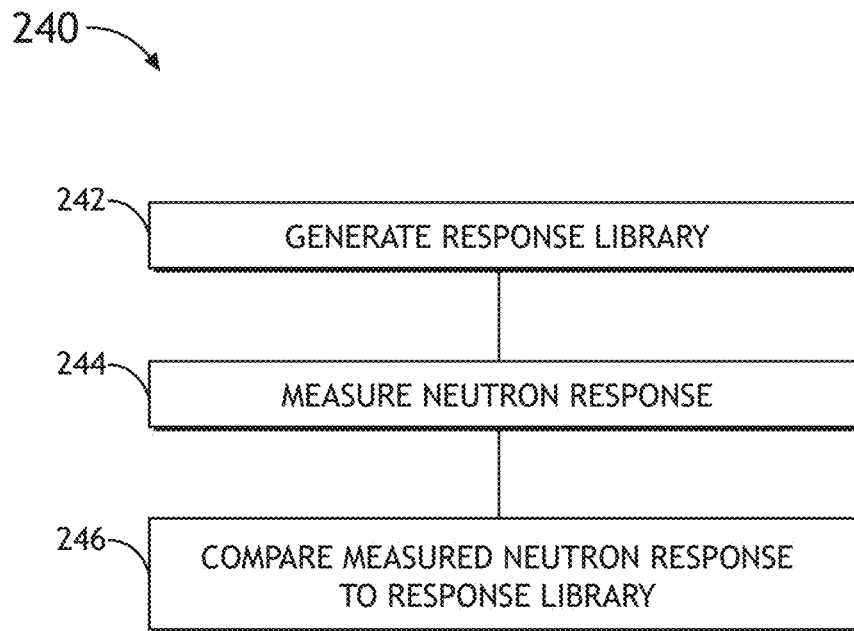 240
242
GENERATE RESPONSE LIBRARY
244
MEASURE NEUTRON RESPONSE
246
COMPARE MEASURED NEUTRON RESPONSE
TO RESPONSE LIBRARY